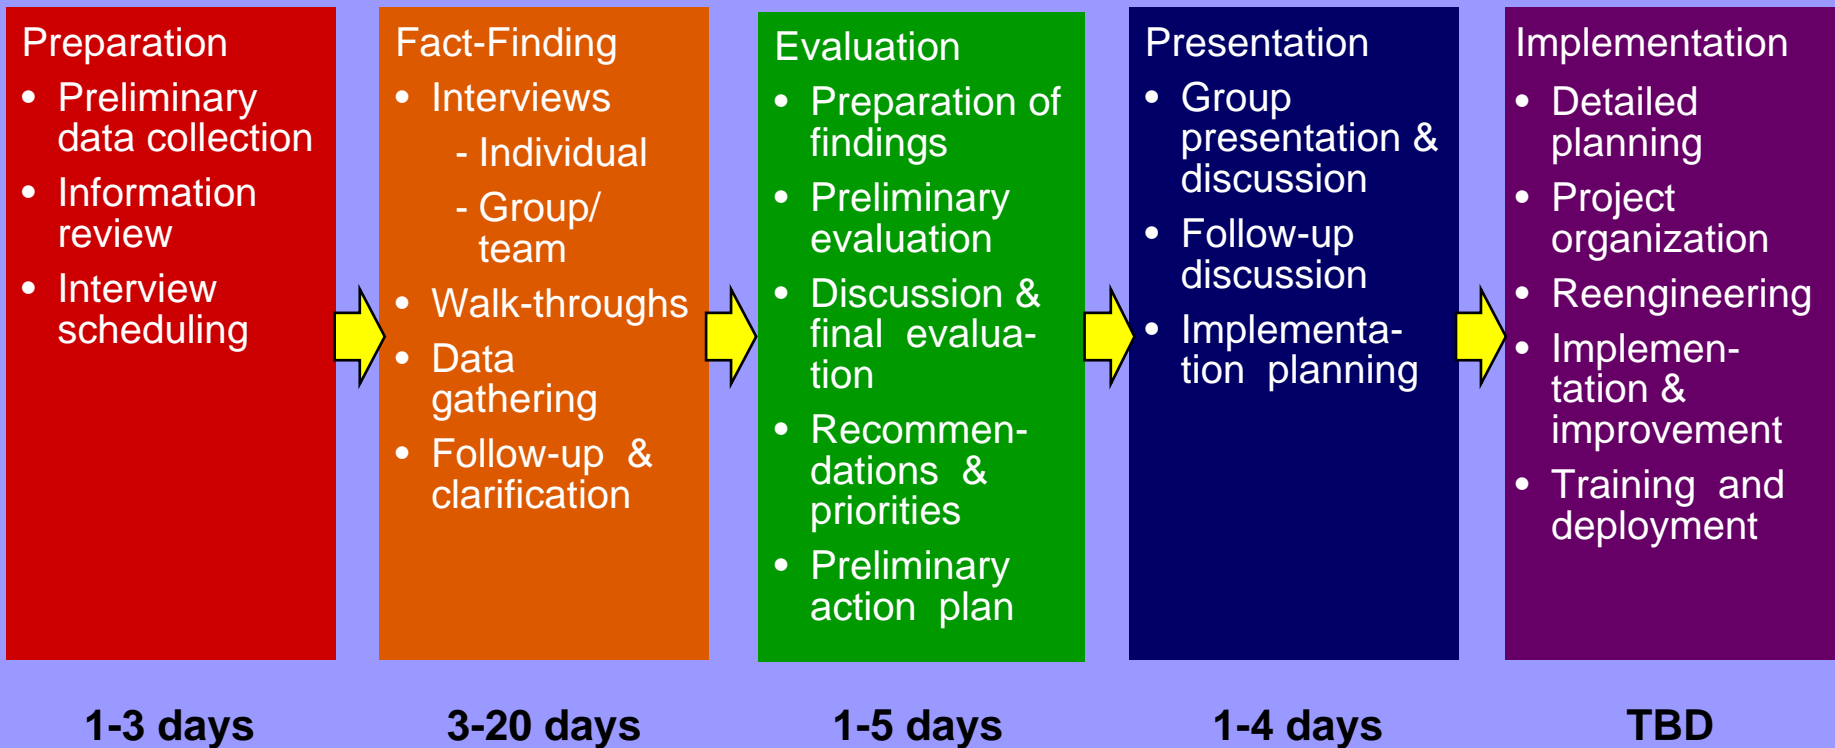 Preparation
• Preliminary
data collection
• Information
review
• Interview
scheduling
1-3 days
Fact-Finding
• Interviews
- Individual
- Group/
team
• Walk-throughs
• Data
gathering
• Follow-up & 
clarification
3-20 days
Evaluation
• Preparation of
findings
• Preliminary
evaluation
• Discussion &
final evalua-
tion
• Recommen-
dations &
priorities
• Preliminary
action plan
1-5 days
Presentation
• Group
presentation &
discussion
• Follow-up
discussion
• Implementa-
tion planning
1-4 days
Implementation
• Detailed
planning
• Project
organization
• Reengineering
• Implemen-
tation &
improvement
• Training and
deployment
TBD